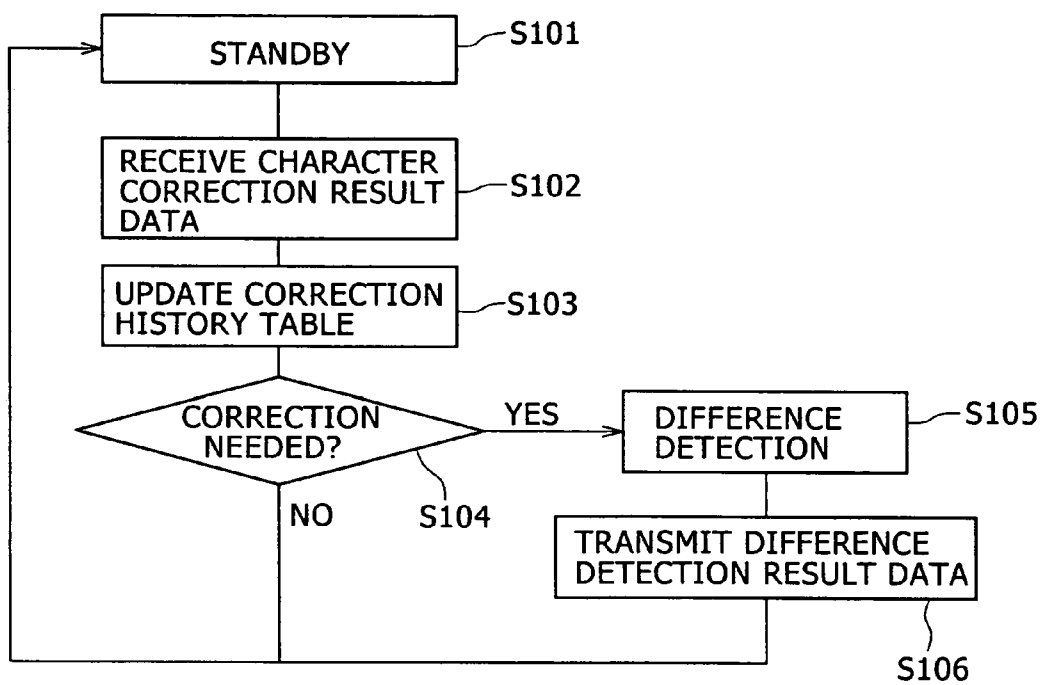 STANDBY
S101
RECEIVE CHARACTER
CORRECTION RESULT
DATA
S102
UPDATE CORRECTION
HISTORY TABLE
S103
CORRECTION
NEEDED?
S104
YES
NO
DIFFERENCE
DETECTION
S105
TRANSMIT DIFFERENCE
DETECTION RESULT DATA
S106